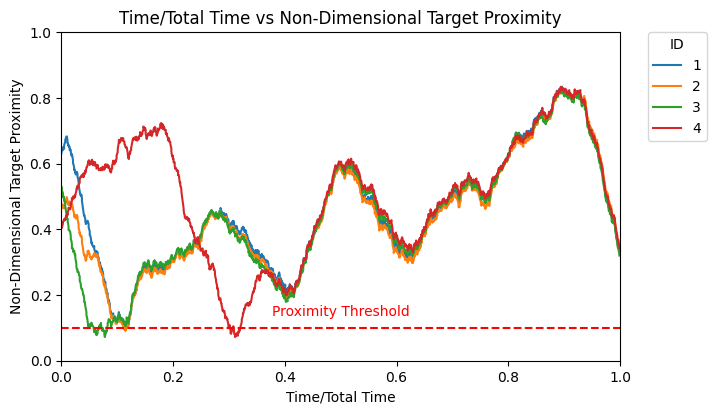 Time/Total Time vs Non-Dimensional Target Proximity
ID
1
2
3
4
Non-Dimensional Target Proximity
1.0
0.8
0.6
0.4
0.2
0.0
Proximity Threshold
0.0 0.2 0.4 0.6 0.8 1.0
Time/Total Time